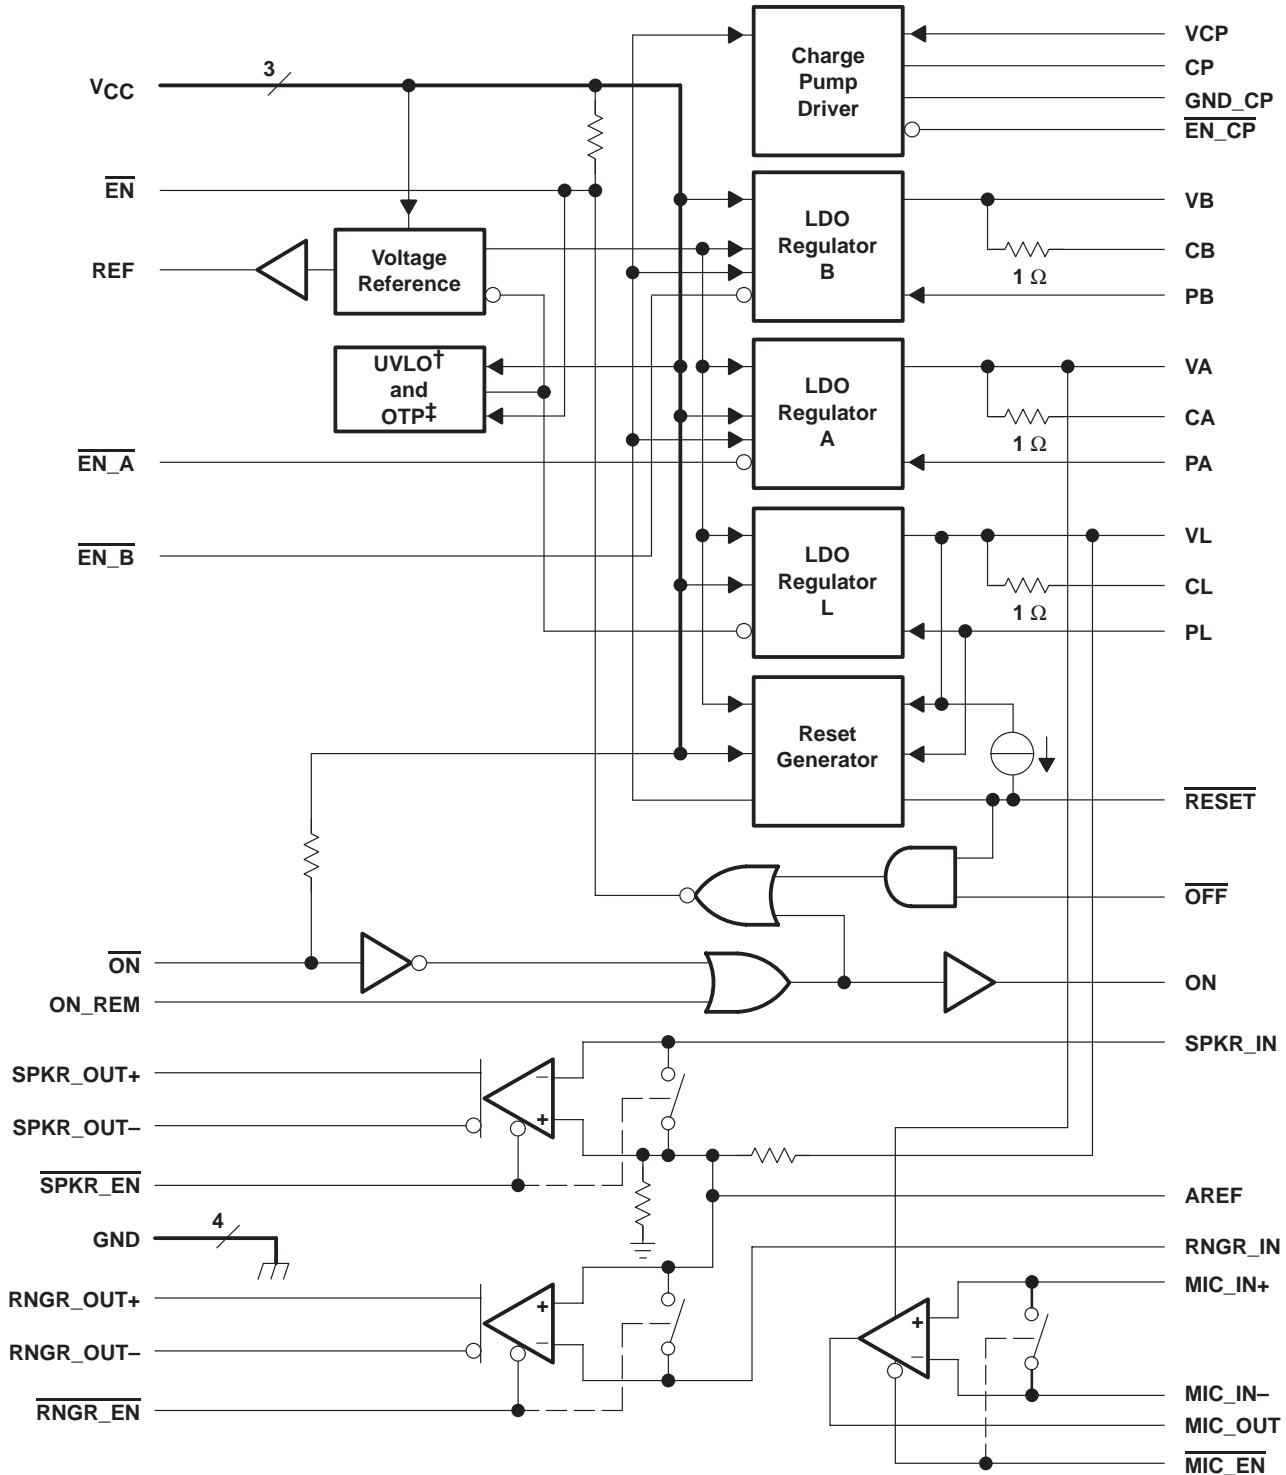 VCC
3
EN
REF
Voltage
Reference
UVLO†
and
OTP‡
EN_A
EN_B
Charge
Pump
Driver
VCP
CP
GND_CP
EN_CP
LDO
Regulator
B
VB
CB
1 Ω
PB
LDO
Regulator
A
VA
CA
1 Ω
PA
LDO
Regulator
L
VL
CL
1 Ω
PL
Reset
Generator
RESET
OFF
ON
ON_REM
ON
SPKR_IN
SPKR_OUT+
SPKR_OUT–
–
+
SPKR_EN
AREF
GND
4
RNGR_IN
RNGR_OUT+
RNGR_OUT–
+
–
RNGR_EN
MIC_IN+
+
–
MIC_IN–
MIC_OUT
MIC_EN